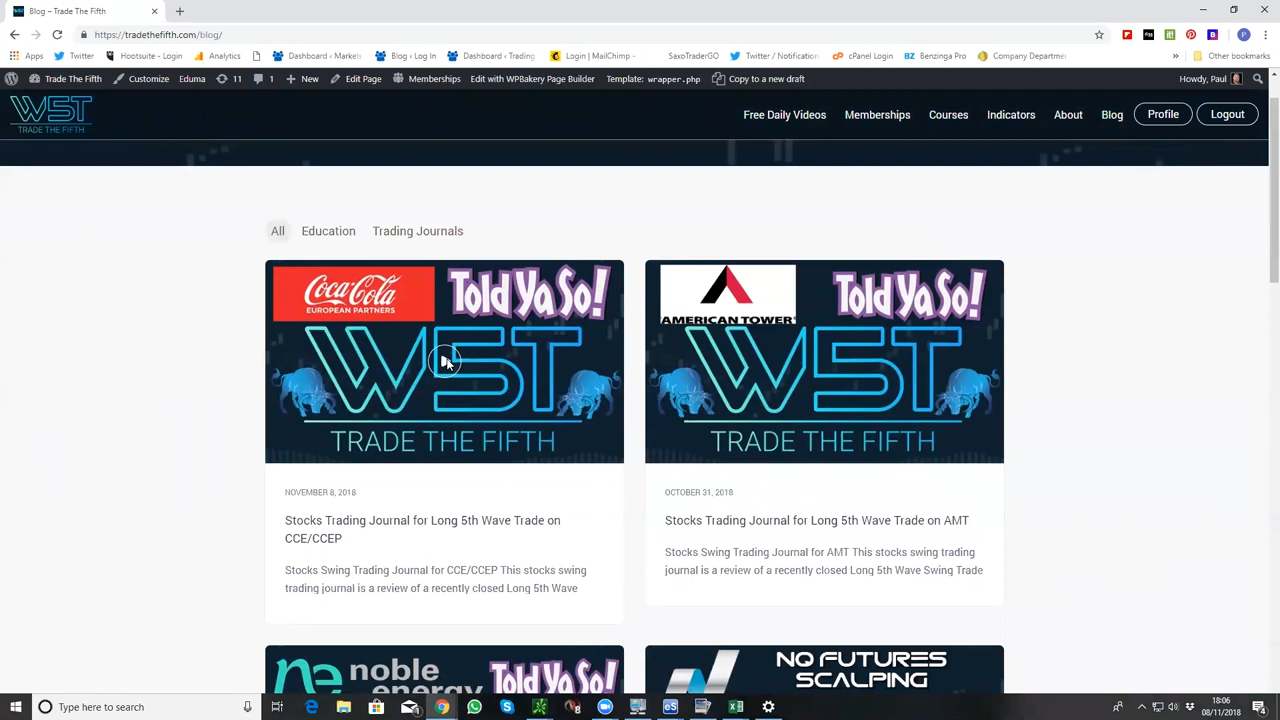 Blog – Trade The Fifth
https://tradethefifth.com/blog/
Apps Twitter Hootsuite - Login Analytics Dashboard ‹ Markets Blog ‹ Log In Dashboard ‹ Trading Login | MailChimp - SaxoTraderGO Twitter / Notification cPanel Login Benzinga Pro Company Departme » Other bookmarks
Trade The Fifth Customize Eduma 11 1 New Edit Page Memberships Edit with WPBakery Page Builder Template: wrapper.php Copy to a new draft Howdy, Paul
W5T
TRADE THE FIFTH
Free Daily Videos Memberships Courses Indicators About Blog Profile Logout
All Education Trading Journals
Coca-Cola
EUROPEAN PARTNERS
Told Ya So!
W5T
TRADE THE FIFTH
AMERICAN TOWER
Told Ya So!
W5T
TRADE THE FIFTH
NOVEMBER 8, 2018
Stocks Trading Journal for Long 5th Wave Trade on
CCE/CCEP
Stocks Swing Trading Journal for CCE/CCEP This stocks swing
trading journal is a review of a recently closed Long 5th Wave
OCTOBER 31, 2018
Stocks Trading Journal for Long 5th Wave Trade on AMT
Stocks Swing Trading Journal for AMT This stocks swing trading
journal is a review of a recently closed Long 5th Wave Swing Trade
ne noble
energy
Told Ya So!
NQ FUTURES
SCALPING
Type here to search
18:06
08/11/2018